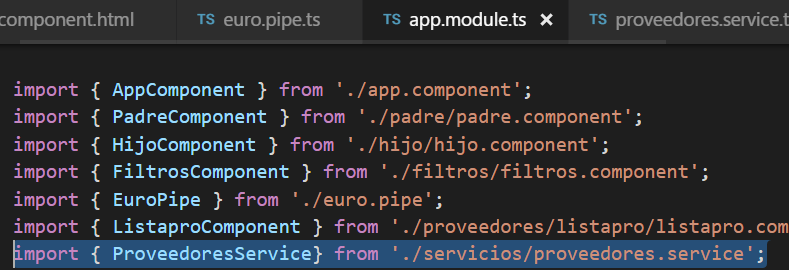 component.html TS euro.pipe.ts TS app.module.ts × TS proveedores.service.t
import { AppComponent } from './app.component';
import { PadreComponent } from './padre/padre.component';
import { HijoComponent } from './hijo/hijo.component';
import { FiltrosComponent } from './filtros/filtros.component';
import { EuroPipe } from './euro.pipe';
import { ListaproComponent } from './proveedores/listapro/listapro.com
import { ProveedoresService} from './servicios/proveedores.service';